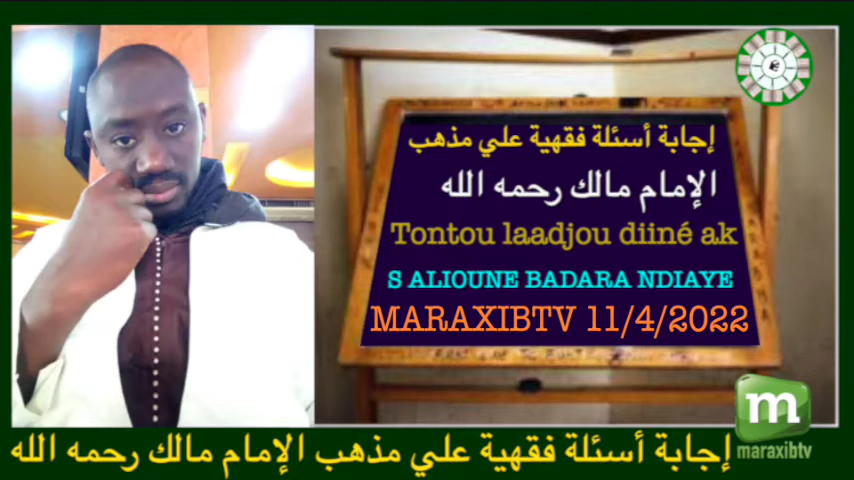 إجابة أسئلة فقهية علي مذهب
الإمام مالك رحمه الله
Tontou laadjou diiné ak
S ALIOUNE BADARA NDIAYE
MARAXIBTV 11/4/2022
m
maraxibtv
إجابة أسئلة فقهية علي مذهب الإمام مالك رحمه الله